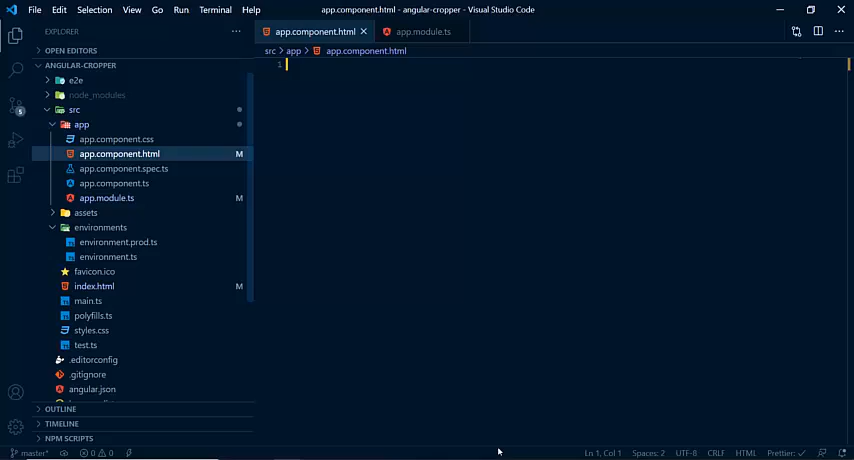 File Edit Selection View Go Run Terminal Help app.component.html - angular-cropper - Visual Studio Code
EXPLORER
app.component.html
app.module.ts
OPEN EDITORS
src > app > app.component.html
ANGULAR-CROPPER
1
e2e
node_modules
src
5
app
app.component.css
app.component.html M
app.component.spec.ts
app.component.ts
app.module.ts M
assets
environments
environment.prod.ts
environment.ts
favicon.ico
index.html M
main.ts
polyfills.ts
styles.css
test.ts
.editorconfig
.gitignore
angular.json
OUTLINE
TIMELINE
NPM SCRIPTS
master* 0 0 Ln 1, Col 1 Spaces: 2 UTF-8 CRLF HTML Prettier: ✓